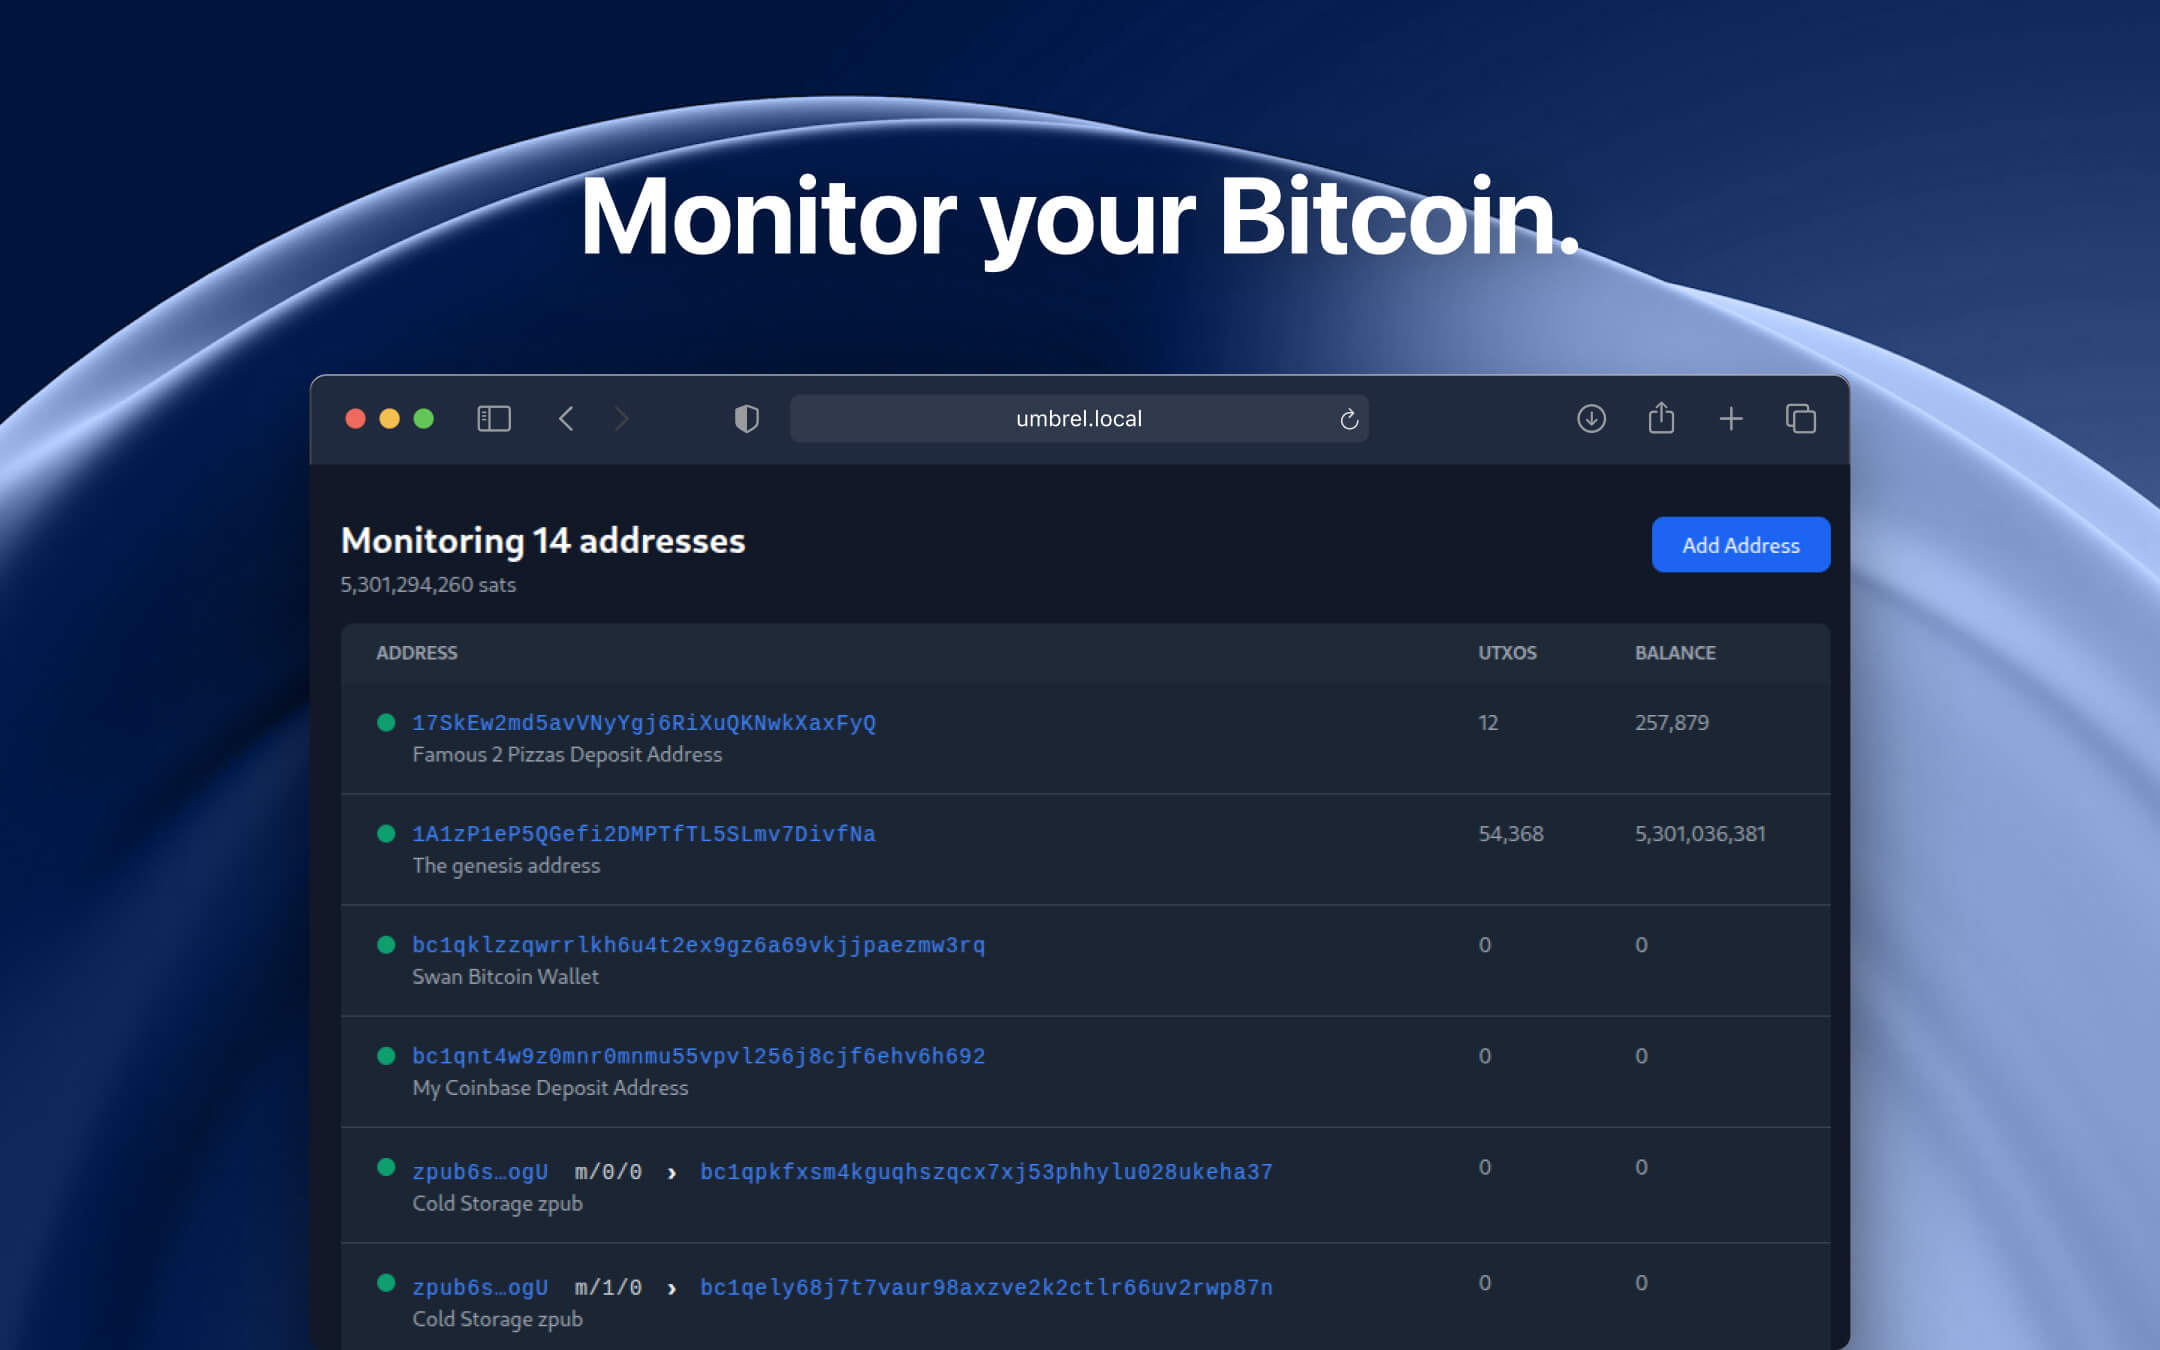 Monitor your Bitcoin.
umbrel.local
Monitoring 14 addresses
Add Address
5,301,294,260 sats
ADDRESS UTXOS BALANCE
17SkEw2md5avVNyYgj6RiXuQKNwkXaxFyQ 12 257,879
Famous 2 Pizzas Deposit Address
1A1zP1eP5QGefi2DMPTfTL5SLmv7DivfNa 54,368 5,301,036,381
The genesis address
bc1qklzzqwrrlkh6u4t2ex9gz6a69vkjjpaezmw3rq 0 0
Swan Bitcoin Wallet
bc1qnt4w9z0mnr0mnmu55vpvl256j8cjf6ehv6h692 0 0
My Coinbase Deposit Address
zpub6s…ogU m/0/0 › bc1qpkfxsm4kguqhszqcx7xj53phhylu028ukeha37 0 0
Cold Storage zpub
zpub6s…ogU m/1/0 › bc1qely68j7t7vaur98axzve2k2ctlr66uv2rwp87n 0 0
Cold Storage zpub